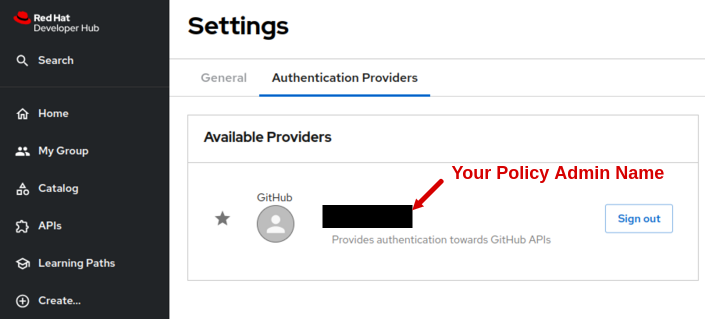 Red Hat
Developer Hub
Search
Home
My Group
Catalog
APIs
Learning Paths
Create...
Settings
General
Authentication Providers
Available Providers
Your Policy Admin Name
GitHub
Provides authentication towards GitHub APIs
Sign out